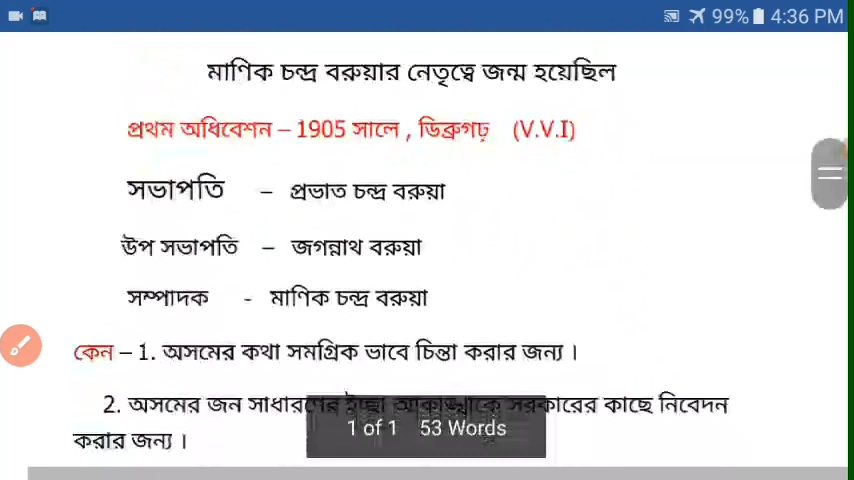 99% 4:36 PM
মাণিক চন্দ্র বরুয়ার নেতৃত্বে জন্ম হয়েছিল
প্রথম অধিবেশন – 1905 সালে , ডিব্রুগঢ় (V.V.I)
সভাপতি – প্রভাত চন্দ্র বরুয়া
উপ সভাপতি – জগন্নাথ বরুয়া
সম্পাদক - মাণিক চন্দ্র বরুয়া
কেন – 1. অসমের কথা সমগ্রিক ভাবে চিন্তা করার জন্য ।
2. অসমের জন সাধারণের ইচ্ছা আকাঙ্খাকে সরকারের কাছে নিবেদন
করার জন্য ।
1 of 1 53 Words